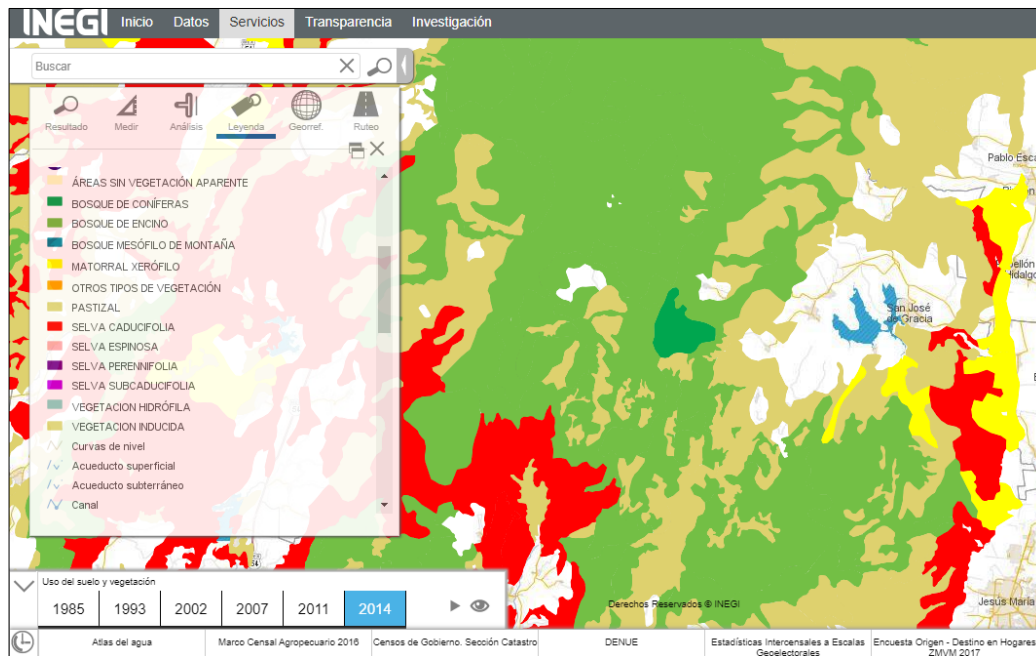 INEGI Inicio Datos Servicios Transparencia Investigación
Buscar
Resultado Medir Análisis Leyenda Georref. Ruteo
ÁREAS SIN VEGETACIÓN APARENTE
BOSQUE DE CONÍFERAS
BOSQUE DE ENCINO
BOSQUE MESÓFILO DE MONTAÑA
MATORRAL XERÓFILO
OTROS TIPOS DE VEGETACIÓN
PASTIZAL
SELVA CADUCIFOLIA
SELVA ESPINOSA
SELVA PERENNIFOLIA
SELVA SUBCADUCIFOLIA
VEGETACION HIDRÓFILA
VEGETACION INDUCIDA
Curvas de nivel
Acueducto superficial
Acueducto subterráneo
Canal
Pablo Esca
Hidalgo
San José
de Gracia
Jesús María
54
Uso del suelo y vegetación
1985 1993 2002 2007 2011 2014
Derechos Reservados © INEGI
Atlas del agua
Marco Censal Agropecuario 2016
Censos de Gobierno. Sección Catastro
DENUE
Estadísticas Intercensales a Escalas
Geoelectorales
Encuesta Origen - Destino en Hogares
ZMVM 2017